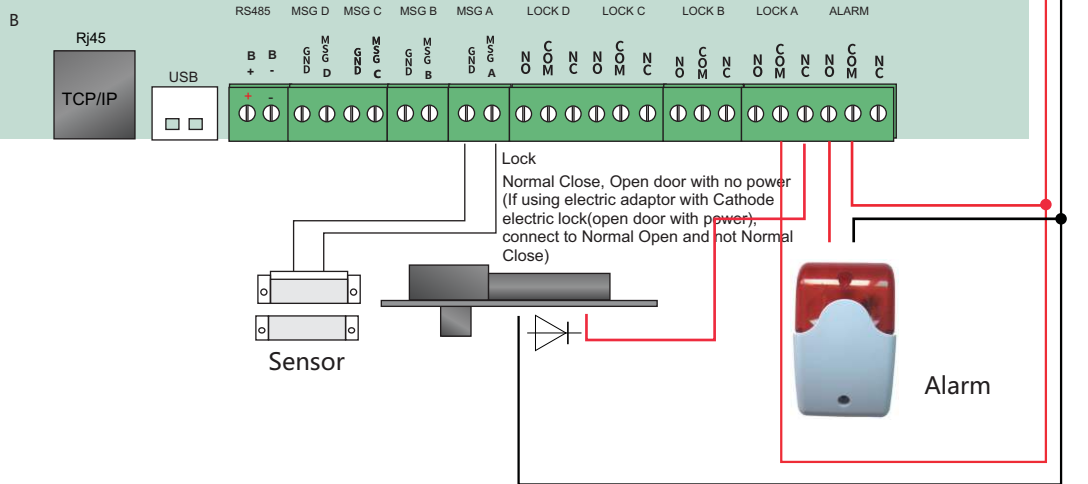 B
RS485 MSG D MSG C MSG B MSG A LOCK D LOCK C LOCK B LOCK A ALARM
Rj45
TCP/IP
USB
B + B - GND MSG D GND MSG C GND MSG B GND MSG A NO COM NC NO COM NC NO COM NC NO COM NC NO COM NC
+ -
Lock
Normal Close, Open door with no power
(If using electric adaptor with Cathode
electric lock(open door with power),
connect to Normal Open and not Normal
Close)
Sensor
Alarm